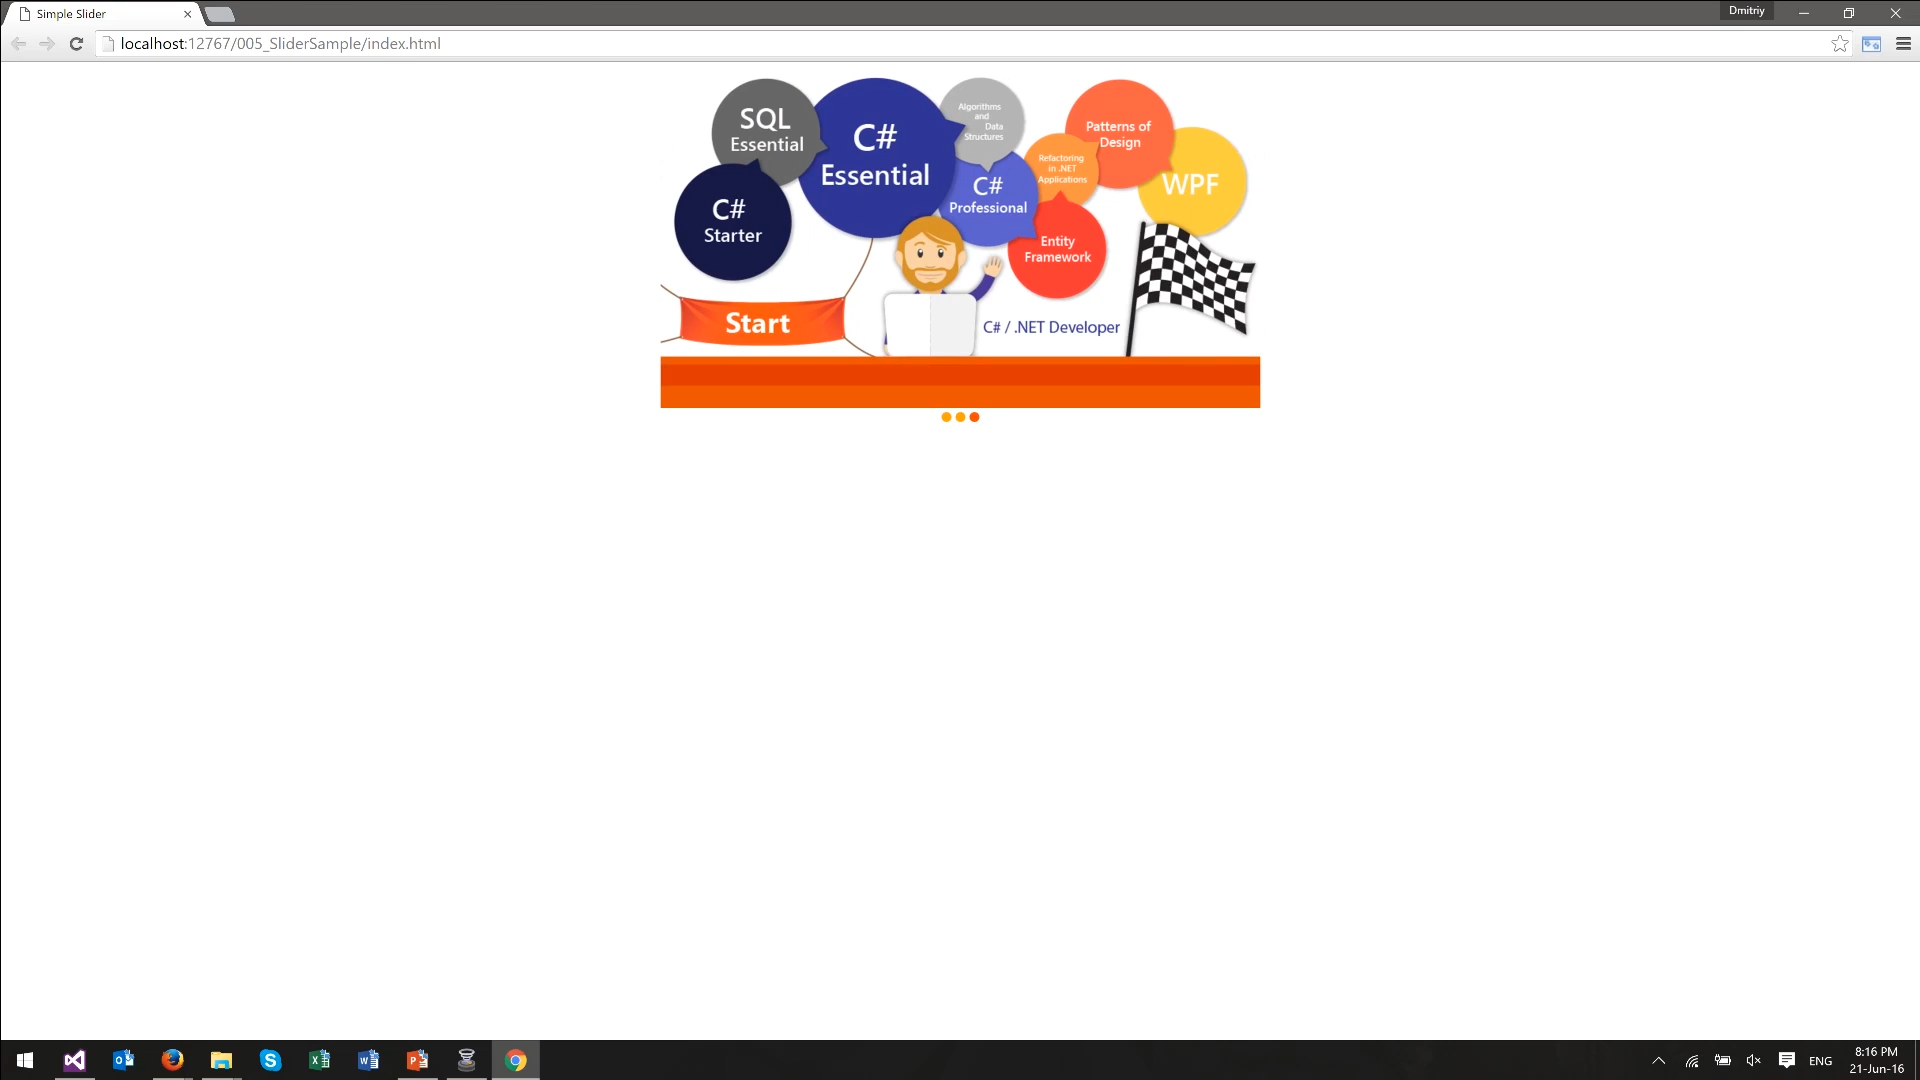 Simple Slider
Dmitriy
localhost:12767/005_SliderSample/index.html
SQL
Essential
C#
Essential
Algorithms
and
Data
Structures
Patterns of
Design
Refactoring
in .NET
Applications
WPF
C#
Starter
C#
Professional
Entity
Framework
Start
C# / .NET Developer
ENG
8:16 PM
21-Jun-16